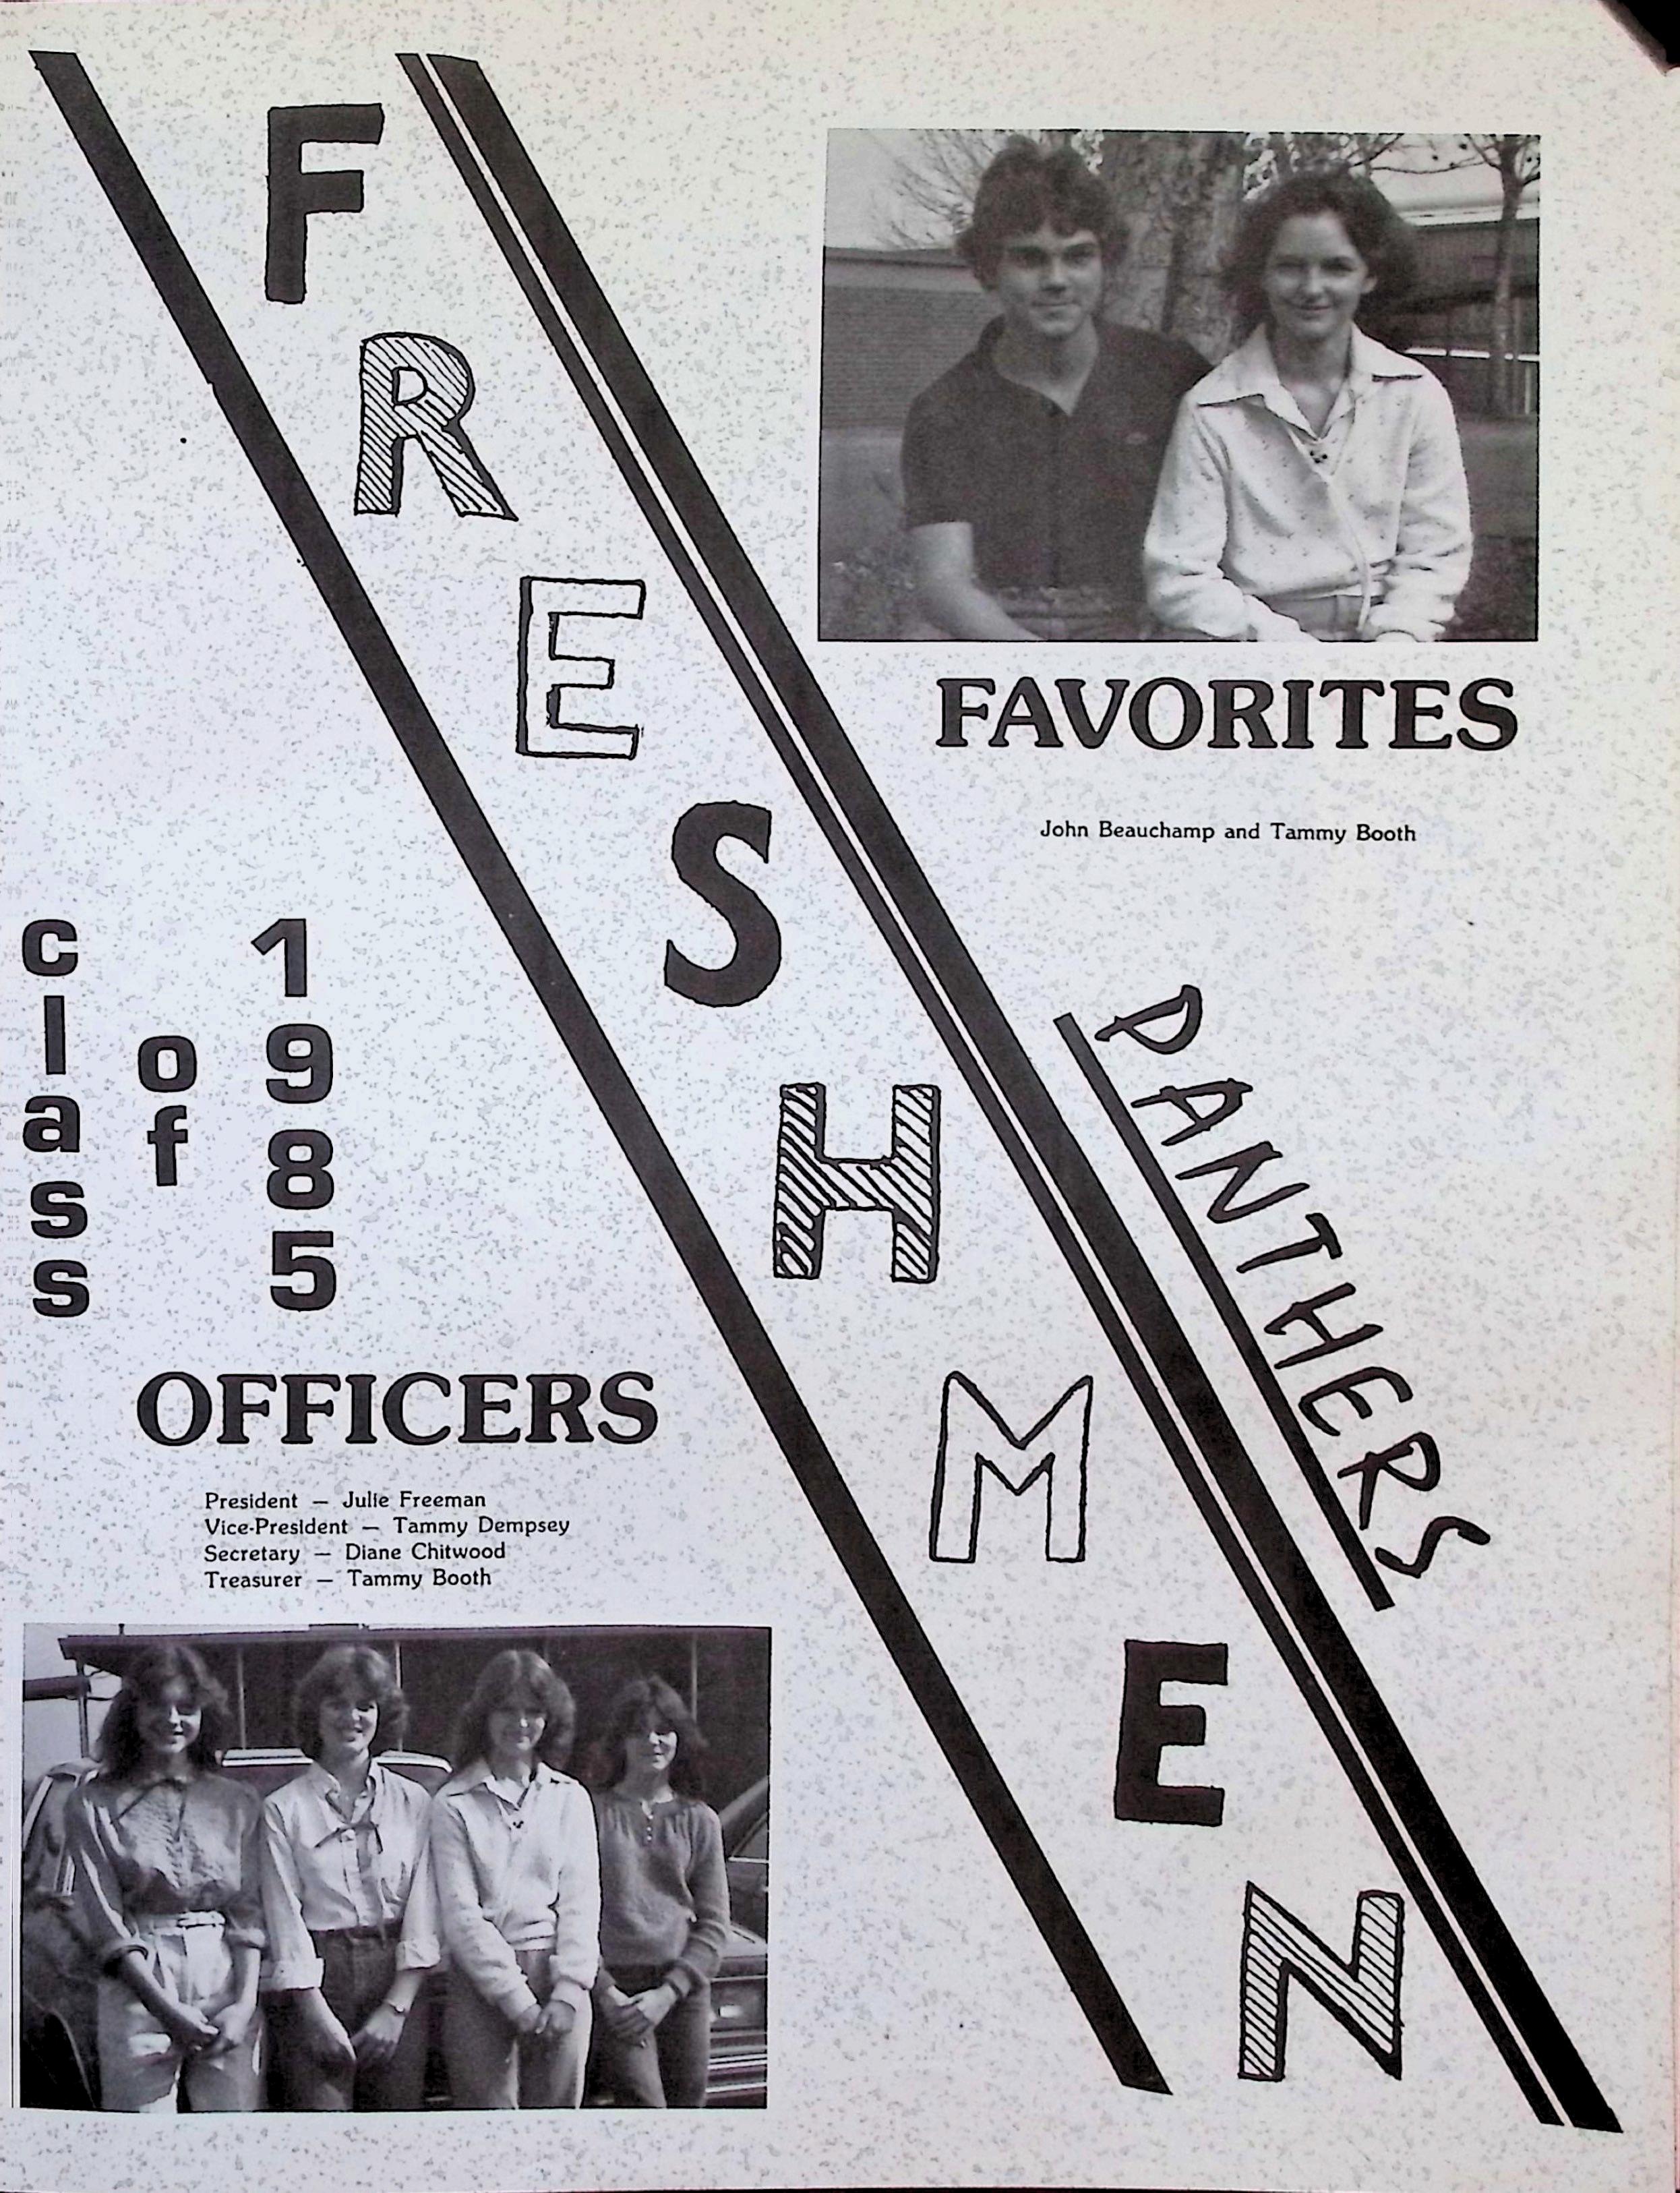 FRESHMEN
FAVORITES
John Beauchamp and Tammy Booth
PANTHERS
class of 1985
OFFICERS
President — Julie Freeman
Vice-President — Tammy Dempsey
Secretary — Diane Chitwood
Treasurer — Tammy Booth